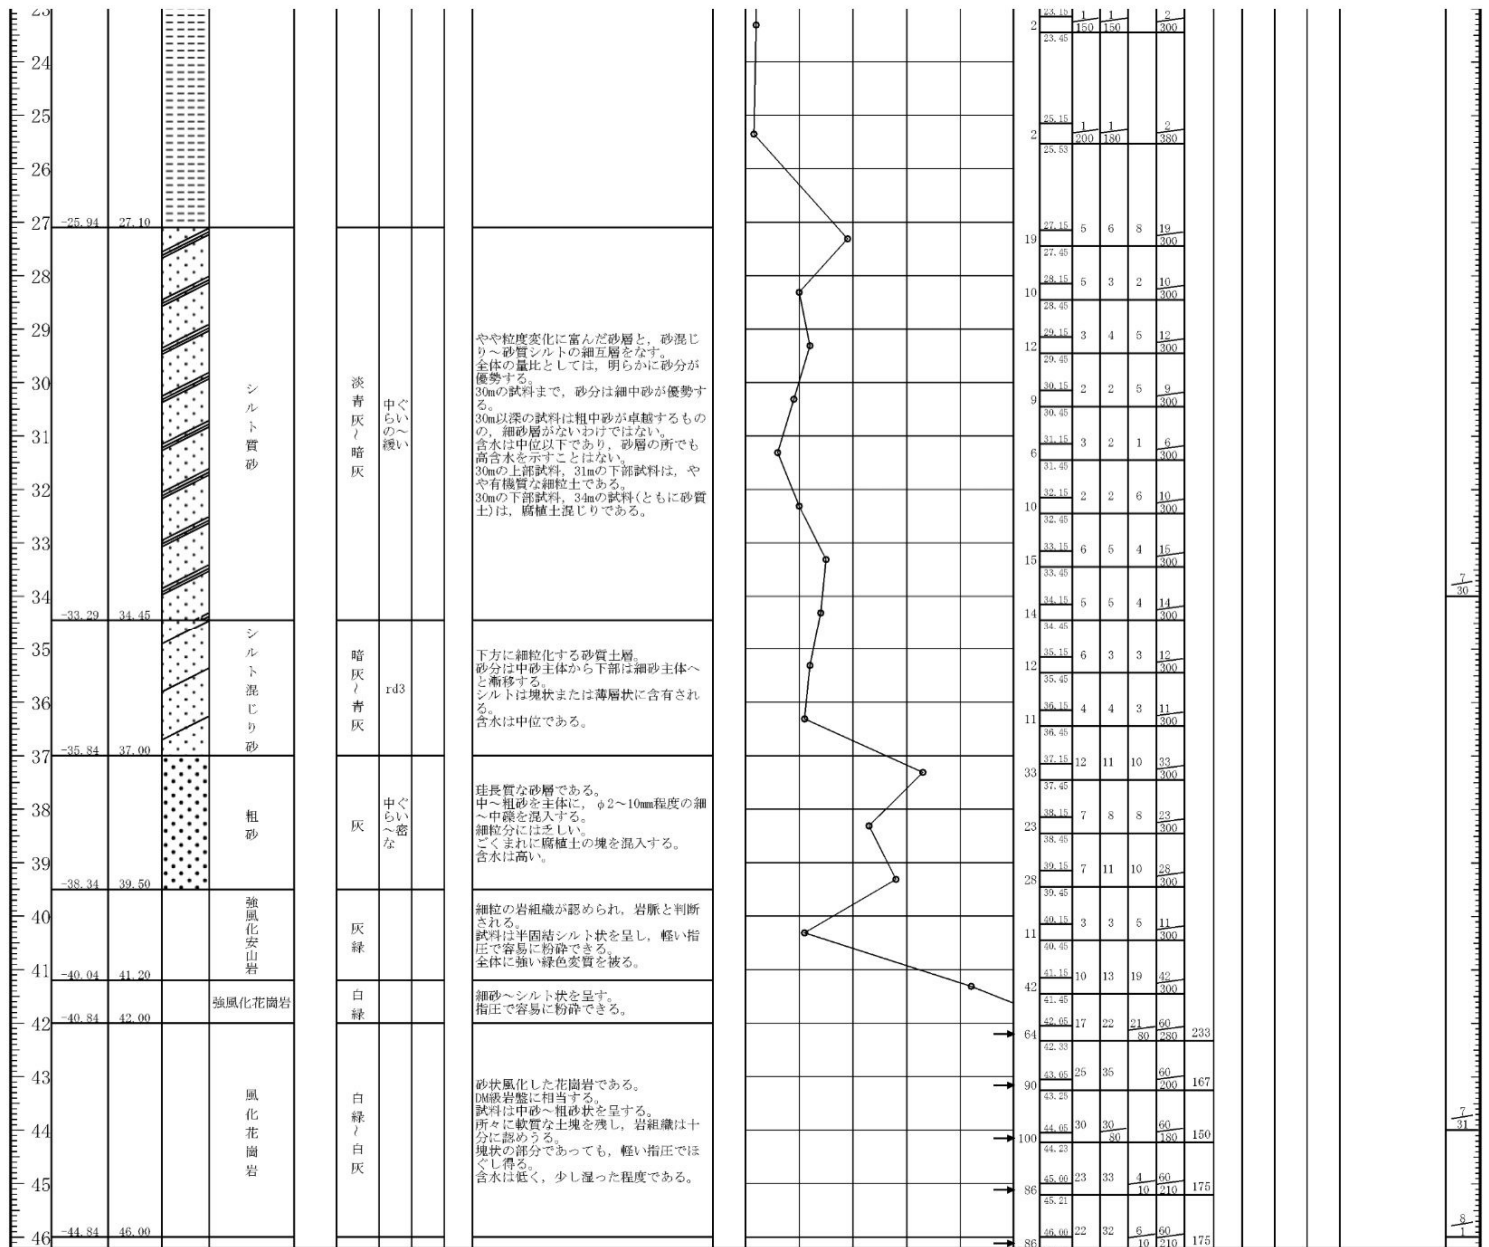 24
25
26
27
28
29
30
31
32
33
34
35
36
37
38
39
40
41
42
43
44
45
46
-25.94 27.10
-33.29 34.45
-35.84 37.00
-38.34 39.50
-40.04 41.20
-40.84 42.00
-44.84 46.00
シルト質砂
淡青灰~暗灰
中ぐらいの~緩い
やや粒度変化に富んだ砂層と,砂混じ
り~砂質シルトの細互層をなす。
全体の量比としては,明らかに砂分が
優勢する。
30mの試料まで,砂分は細中砂が優勢す
る。
30m以深の試料は粗中砂が卓越するもの
の,細砂層がないわけではない。
含水は中位以下であり,砂層の所でも
高含水を示すことはない。
30mの上部試料,31mの下部試料は,や
や有機質な細粒土である。
30mの下部試料,34mの試料(ともに砂質
土)は,腐植土混じりである。
シルト混じり砂
暗灰~青灰
rd3
下方に細粒化する砂質土層。
砂分は中砂主体から下部は細砂主体へ
と漸移する。
シルトは塊状または薄層状に含有され
る。
含水は中位である。
粗砂
灰
中ぐらい~密な
珪長質な砂層である。
中~粗砂を主体に,φ2~10mm程度の細
~中礫を混入する。
細粒分には乏しい。
ごくまれに腐植土の塊を混入する。
含水は高い。
強風化安山岩
灰緑
細粒の岩組織が認められ,岩脈と判断
される。
試料は半固結シルト状を呈し,軽い指
圧で容易に粉砕できる。
全体に強い緑色変質を被る。
強風化花崗岩
白緑
細砂~シルト状を呈す。
指圧で容易に粉砕できる。
風化花崗岩
白緑~白灰
砂状風化した花崗岩である。
DM級岩盤に相当する。
試料は中砂~粗砂状を呈する。
所々に軟質な土塊を残し,岩組織は十
分に認めうる。
塊状の部分であっても,軽い指圧でほ
ぐし得る。
含水は低く,少し湿った程度である。
2 23.15 1/150 1/150 2/300
23.45
2 25.15 1/200 1/180 2/380
25.53
19 27.15 5 6 8 19/300
27.45
10 28.15 5 3 2 10/300
28.45
12 29.15 3 4 5 12/300
29.45
9 30.15 2 2 5 9/300
30.45
6 31.15 3 2 1 6/300
31.45
10 32.15 2 2 6 10/300
32.45
15 33.15 6 5 4 15/300
33.45
14 34.15 5 5 4 14/300
34.45
12 35.15 6 3 3 12/300
35.45
11 36.15 4 4 3 11/300
36.45
33 37.15 12 11 10 33/300
37.45
23 38.15 7 8 8 23/300
38.45
28 39.15 7 11 10 28/300
39.45
11 40.15 3 3 5 11/300
40.45
42 41.15 10 13 19 42/300
41.45
64 42.05 17 22 21/80 60/280 233
42.33
90 43.05 25 35 60/200 167
43.25
100 44.05 30 30/80 60/180 150
44.23
86 45.00 23 33 4/10 60/210 175
45.21
86 46.00 22 32 6/10 60/210 175
7/30
7/31
8/1